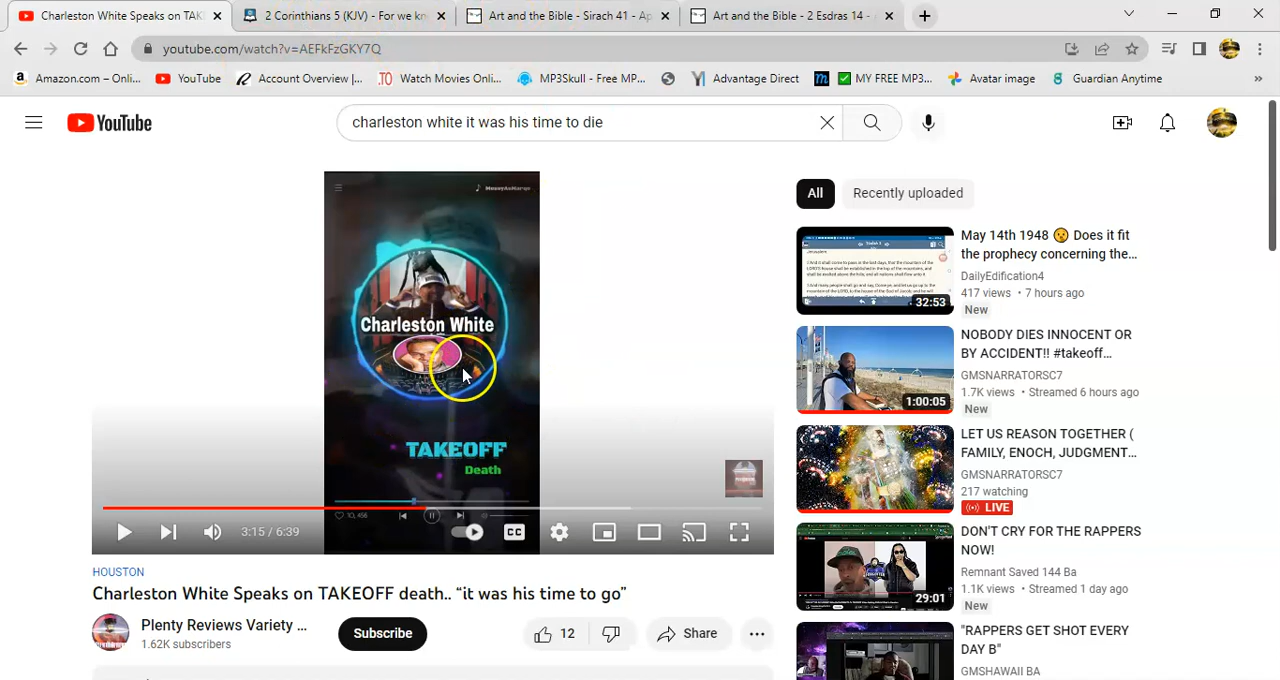 Charleston White Speaks on TAK
2 Corinthians 5 (KJV) - For we kn
Art and the Bible - Sirach 41 - Ap
Art and the Bible - 2 Esdras 14 -
youtube.com/watch?v=AEFkFzGKY7Q
Amazon.com – Onli...
YouTube
Account Overview |...
Watch Movies Onlin...
MP3Skull - Free MP...
Advantage Direct
MY FREE MP3...
Avatar image
Guardian Anytime
»
YouTube
charleston white it was his time to die
All
Recently uploaded
Charleston White
TAKEOFF
Death
10,456
3:15 / 6:39
CC
May 14th 1948 😗 Does it fit
the prophecy concerning the...
DailyEdification4
417 views • 7 hours ago
New
32:53
NOBODY DIES INNOCENT OR
BY ACCIDENT!! #takeoff...
GMSNARRATORSC7
1.7K views • Streamed 6 hours ago
New
1:00:05
LET US REASON TOGETHER (
FAMILY, ENOCH, JUDGMENT...
GMSNARRATORSC7
217 watching
LIVE
DON'T CRY FOR THE RAPPERS
NOW!
Remnant Saved 144 Ba
1.1K views • Streamed 1 day ago
New
29:01
"RAPPERS GET SHOT EVERY
DAY B"
GMSHAWAII BA
HOUSTON
Charleston White Speaks on TAKEOFF death.. “it was his time to go”
Plenty Reviews Variety ...
1.62K subscribers
Subscribe
12
Share